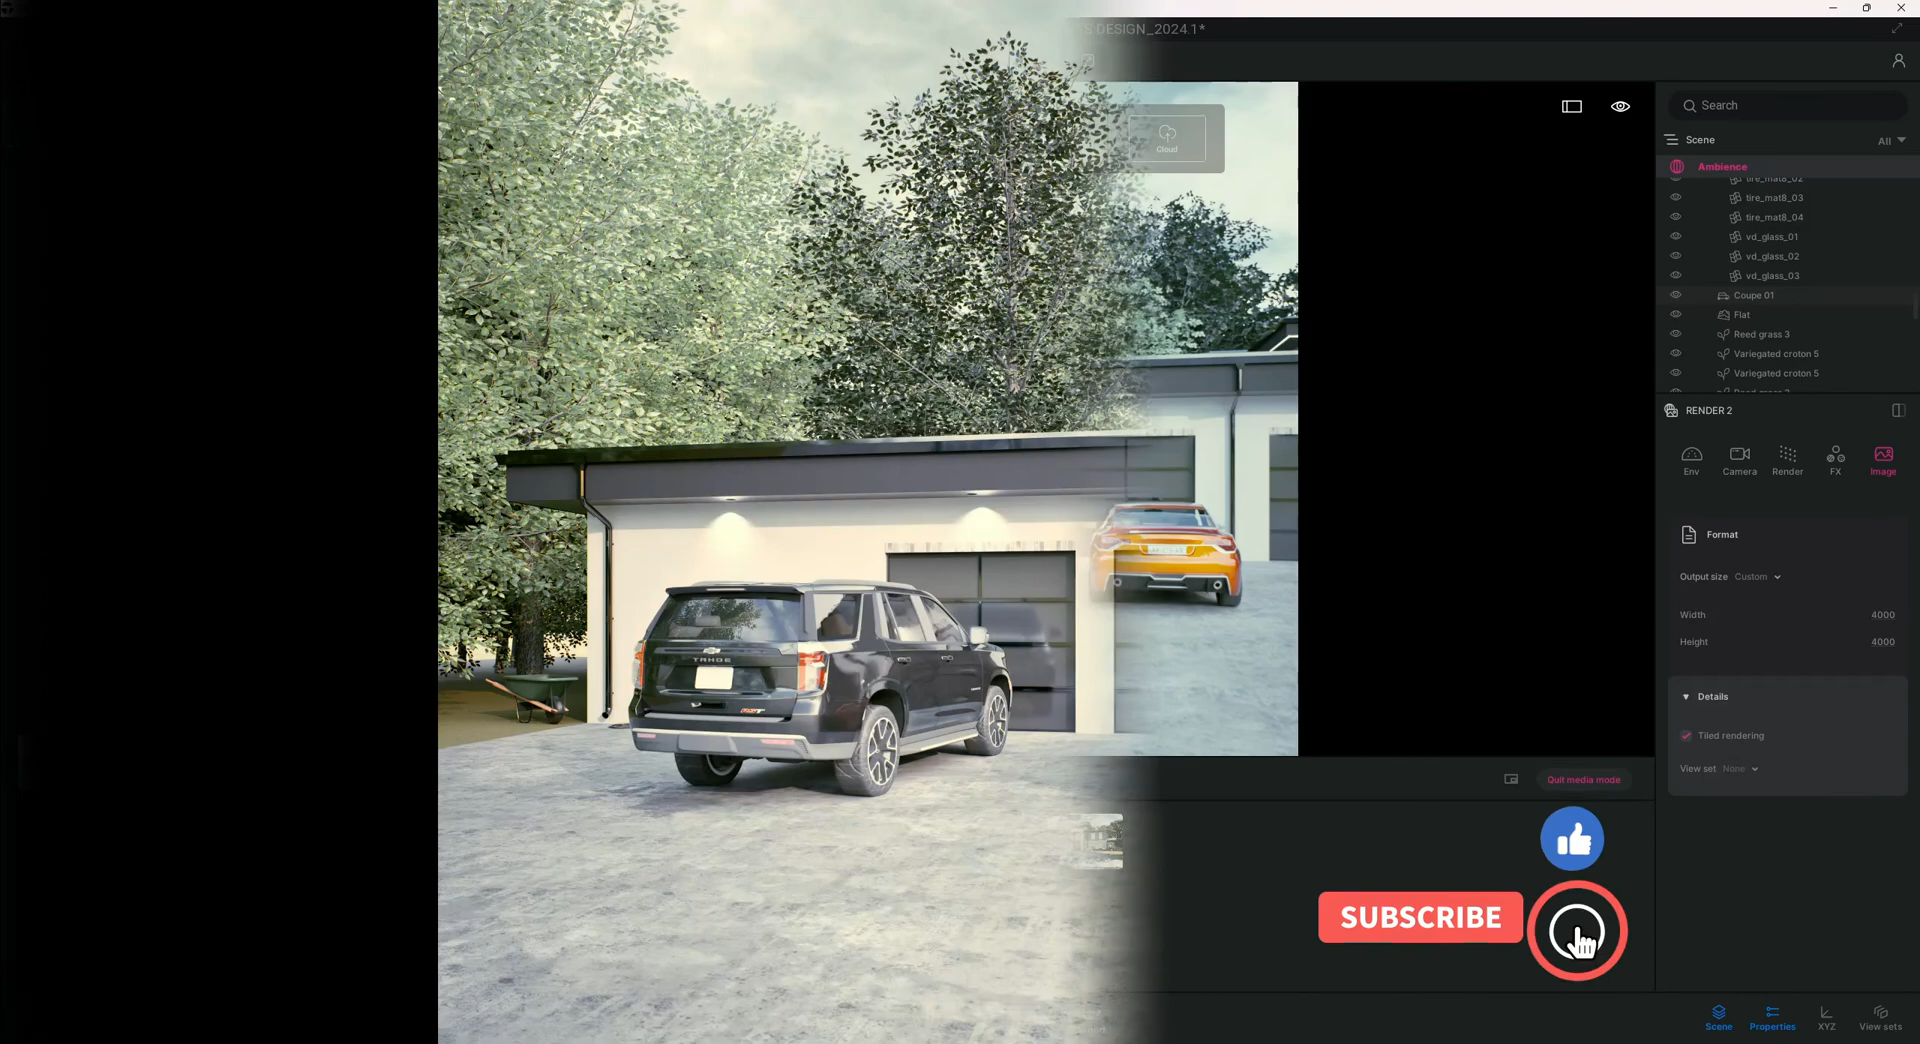 DESIGN_2024.1*
Search
Scene
All
Ambience
tire_mat8_02
tire_mat8_03
tire_mat8_04
vd_glass_01
vd_glass_02
vd_glass_03
Coupe 01
Flat
Reed grass 3
Variegated croton 5
Variegated croton 5
Cloud
RENDER 2
Env
Camera
Render
FX
Image
Format
Output size Custom
Width 4000
Height 4000
Details
Tiled rendering
View set None
Quit media mode
TAHOE
RST
SUBSCRIBE
Scene
Properties
XYZ
View sets